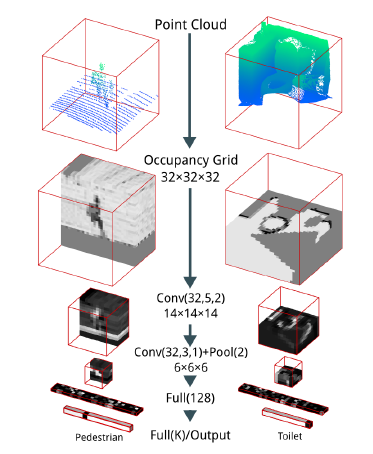 Point Cloud
Occupancy Grid
32×32×32
Conv(32,5,2)
14×14×14
Conv(32,3,1)+Pool(2)
6×6×6
Full(128)
Pedestrian
Full(K)/Output
Toilet